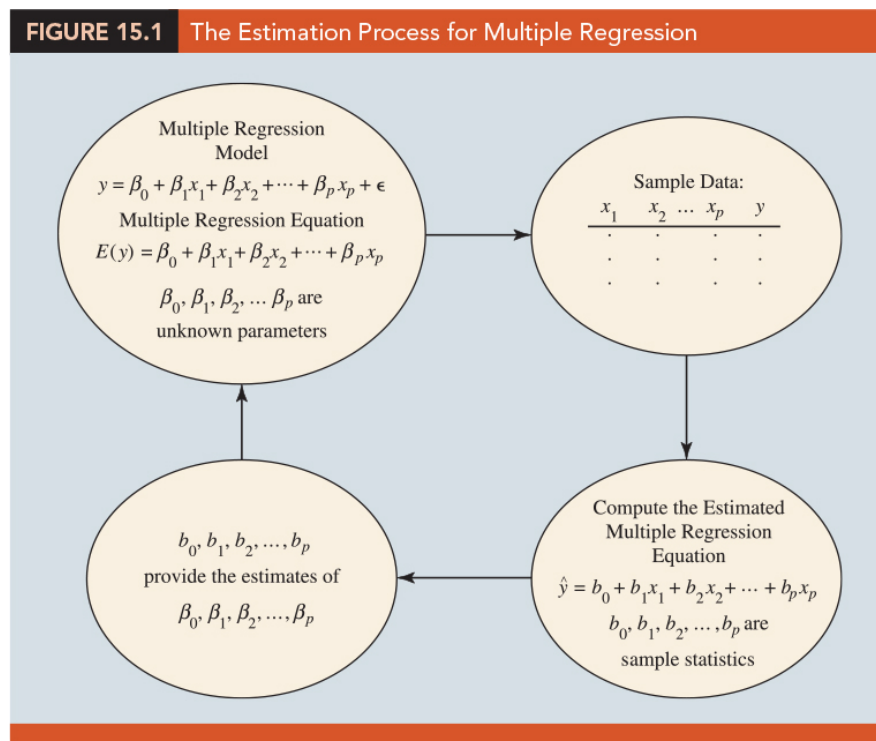 FIGURE 15.1 The Estimation Process for Multiple Regression
Multiple Regression
Model
y = β₀ + β₁x₁ + β₂x₂ + ⋯ + βₚxₚ + ϵ
Multiple Regression Equation
E(y) = β₀ + β₁x₁ + β₂x₂ + ⋯ + βₚxₚ
β₀, β₁, β₂, … βₚ are
unknown parameters
Sample Data:
x₁ x₂ … xₚ y
. . . .
. . . .
. . . .
Compute the Estimated
Multiple Regression
Equation
ŷ = b₀ + b₁x₁ + b₂x₂ + ⋯ + bₚxₚ
b₀, b₁, b₂, … , bₚ are
sample statistics
b₀, b₁, b₂, …, bₚ
provide the estimates of
β₀, β₁, β₂, …, βₚ